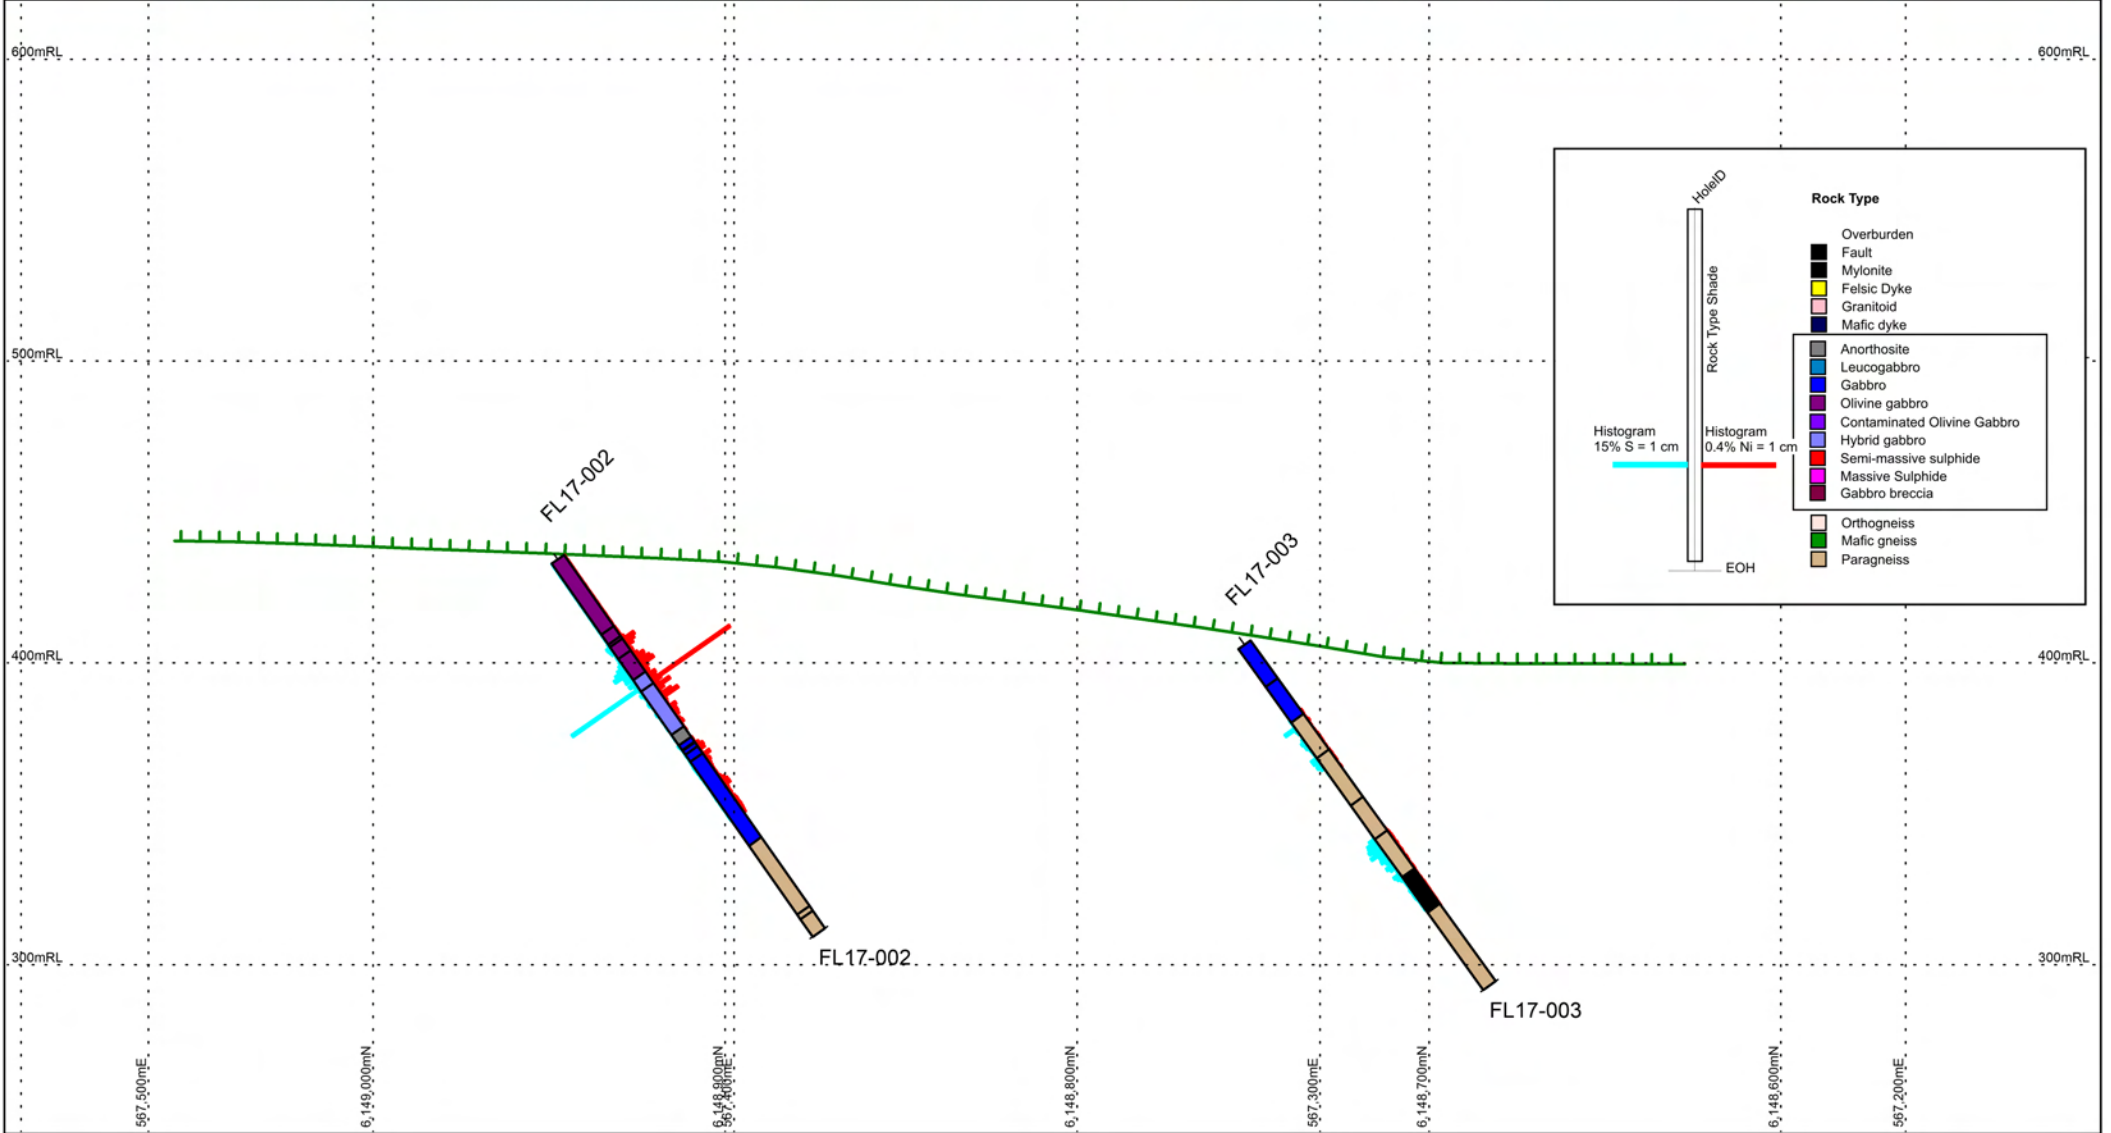 600mRL
600mRL
500mRL
400mRL
400mRL
300mRL
300mRL
FL17-002
FL17-003
FL17-002
FL17-003
HoleID
Rock Type Shade
Histogram
15% S = 1 cm
Histogram
0.4% Ni = 1 cm
EOH
Rock Type
Overburden
Fault
Mylonite
Felsic Dyke
Granitoid
Mafic dyke
Anorthosite
Leucogabbro
Gabbro
Olivine gabbro
Contaminated Olivine Gabbro
Hybrid gabbro
Semi-massive sulphide
Massive Sulphide
Gabbro breccia
Orthogneiss
Mafic gneiss
Paragneiss
567,500mE
6,149,000mN
6,148,900mN
567,400mE
6,148,800mN
567,300mE
6,148,700mN
6,148,600mN
567,200mE